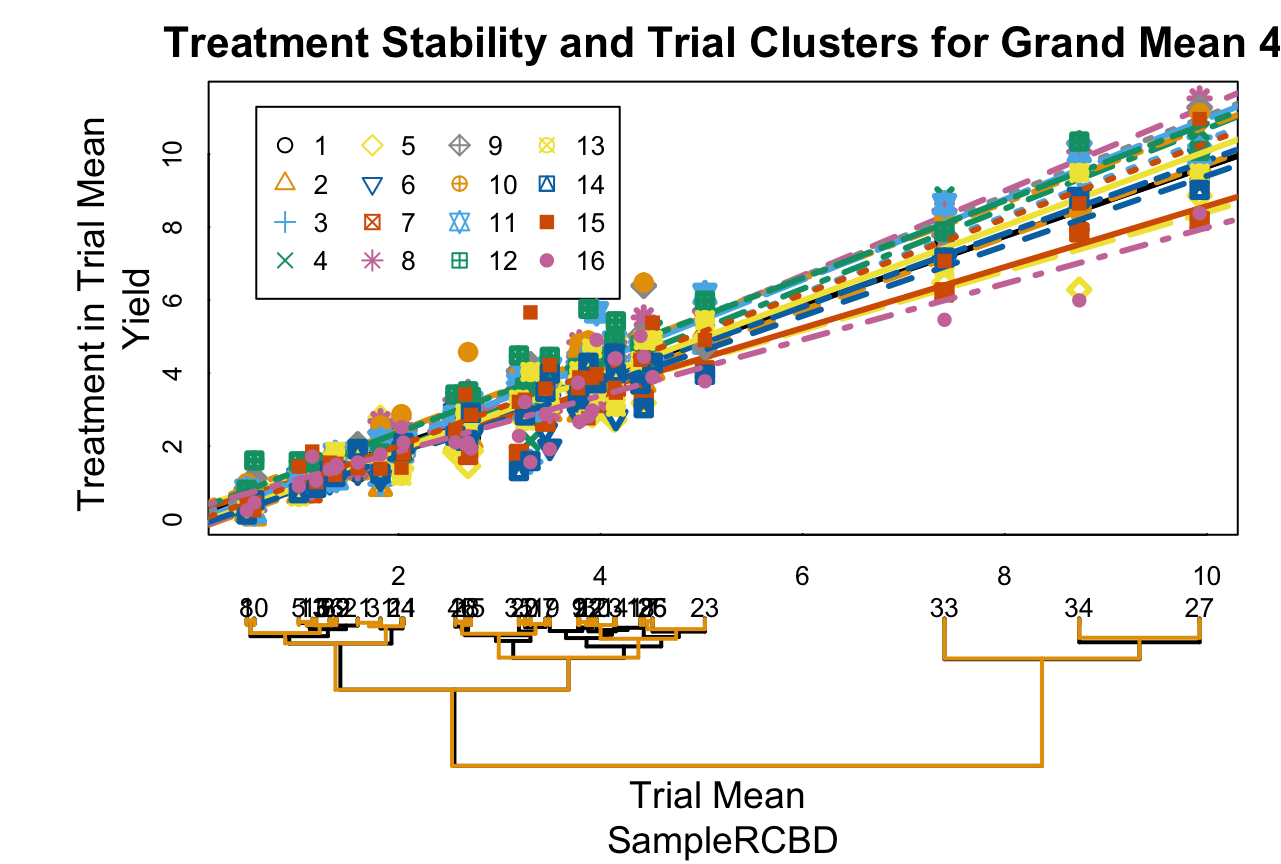 Treatment Stability and Trial Clusters for Grand Mean 4
Treatment in Trial Mean
Yield
10
8
6
4
2
0
1 5 9 13
2 6 10 14
3 7 11 15
4 8 12 16
2 4 6 8 10
23 33 34 27
Trial Mean
SampleRCBD